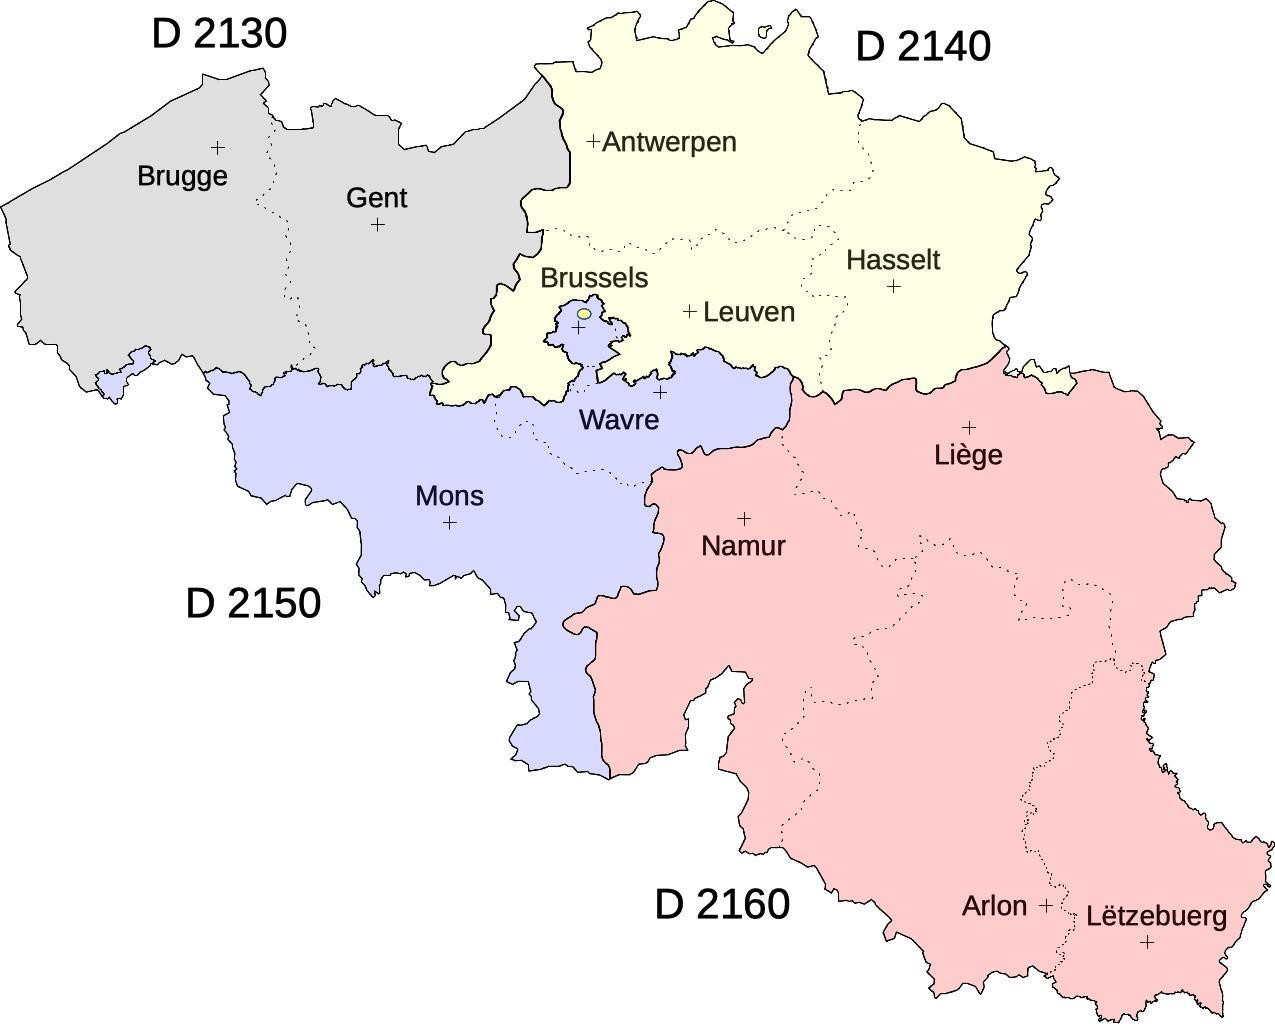 D 2130
D 2140
Antwerpen
Brugge
Gent
Hasselt
Brussels
Leuven
Wavre
Liège
Mons
Namur
D 2150
D 2160
Arlon
Lëtzebuerg